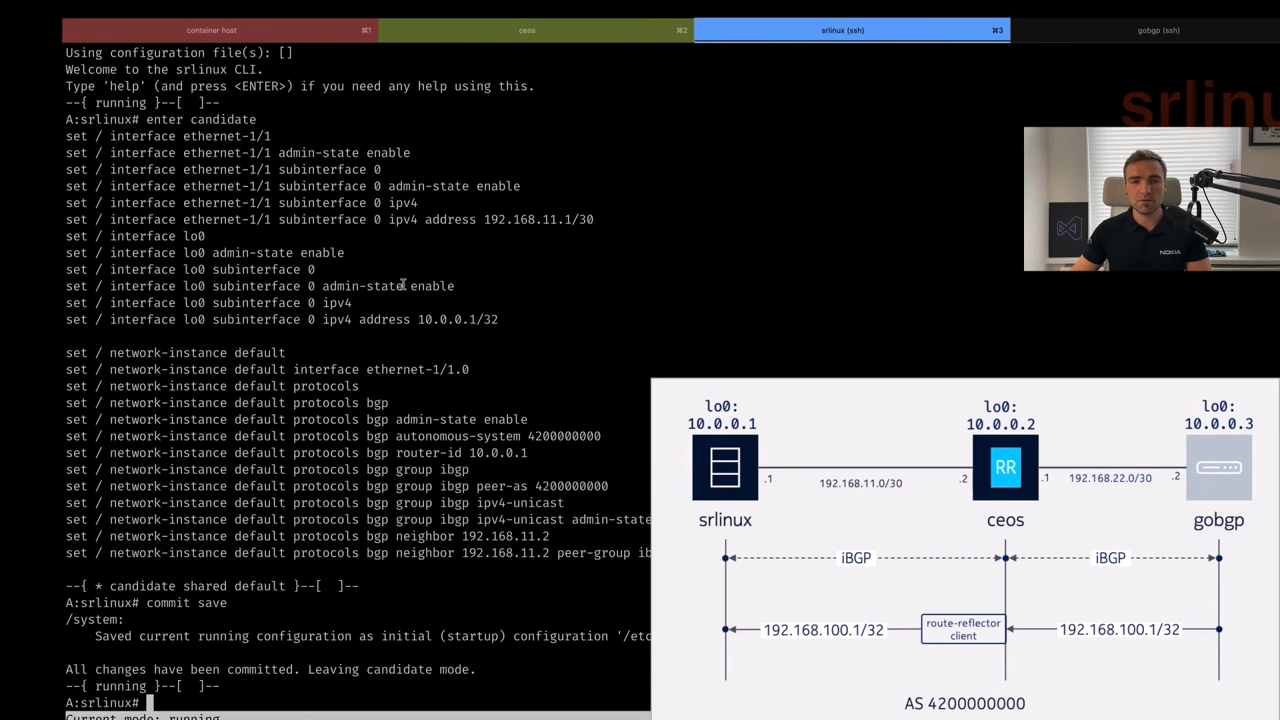 container host ⌘1 ceos ⌘2 srlinux (ssh) ⌘3 gobgp (ssh)
Using configuration file(s): []
Welcome to the srlinux CLI.
Type 'help' (and press <ENTER>) if you need any help using this.
--{ running }--[  ]--
A:srlinux# enter candidate
set / interface ethernet-1/1
set / interface ethernet-1/1 admin-state enable
set / interface ethernet-1/1 subinterface 0
set / interface ethernet-1/1 subinterface 0 admin-state enable
set / interface ethernet-1/1 subinterface 0 ipv4
set / interface ethernet-1/1 subinterface 0 ipv4 address 192.168.11.1/30
set / interface lo0
set / interface lo0 admin-state enable
set / interface lo0 subinterface 0
set / interface lo0 subinterface 0 admin-state enable
set / interface lo0 subinterface 0 ipv4
set / interface lo0 subinterface 0 ipv4 address 10.0.0.1/32
set / network-instance default
set / network-instance default interface ethernet-1/1.0
set / network-instance default protocols
set / network-instance default protocols bgp
set / network-instance default protocols bgp admin-state enable
set / network-instance default protocols bgp autonomous-system 4200000000
set / network-instance default protocols bgp router-id 10.0.0.1
set / network-instance default protocols bgp group ibgp
set / network-instance default protocols bgp group ibgp peer-as 4200000000
set / network-instance default protocols bgp group ibgp ipv4-unicast
set / network-instance default protocols bgp group ibgp ipv4-unicast admin-state
set / network-instance default protocols bgp neighbor 192.168.11.2
set / network-instance default protocols bgp neighbor 192.168.11.2 peer-group ib
--{ * candidate shared default }--[  ]--
A:srlinux# commit save
/system:
Saved current running configuration as initial (startup) configuration '/etc
All changes have been committed. Leaving candidate mode.
--{ running }--[  ]--
A:srlinux#
Current mode: running
srlinu
NOKIA
lo0: lo0: lo0:
10.0.0.1 10.0.0.2 10.0.0.3
RR
.1 192.168.11.0/30 .2 .1 192.168.22.0/30 .2
srlinux ceos gobgp
iBGP iBGP
192.168.100.1/32 route-reflector client 192.168.100.1/32
AS 4200000000